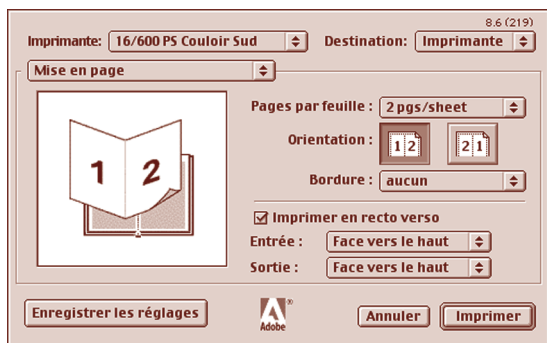 8.6 (219)
Imprimante: 16/600 PS Couloir Sud Destination: Imprimante
Mise en page
Pages par feuille : 2 pgs/sheet
1 2
Orientation : 1 2 2 1
Bordure : aucun
Imprimer en recto verso
Entrée : Face vers le haut
Sortie : Face vers le haut
Enregistrer les réglages
Adobe ®
Annuler Imprimer